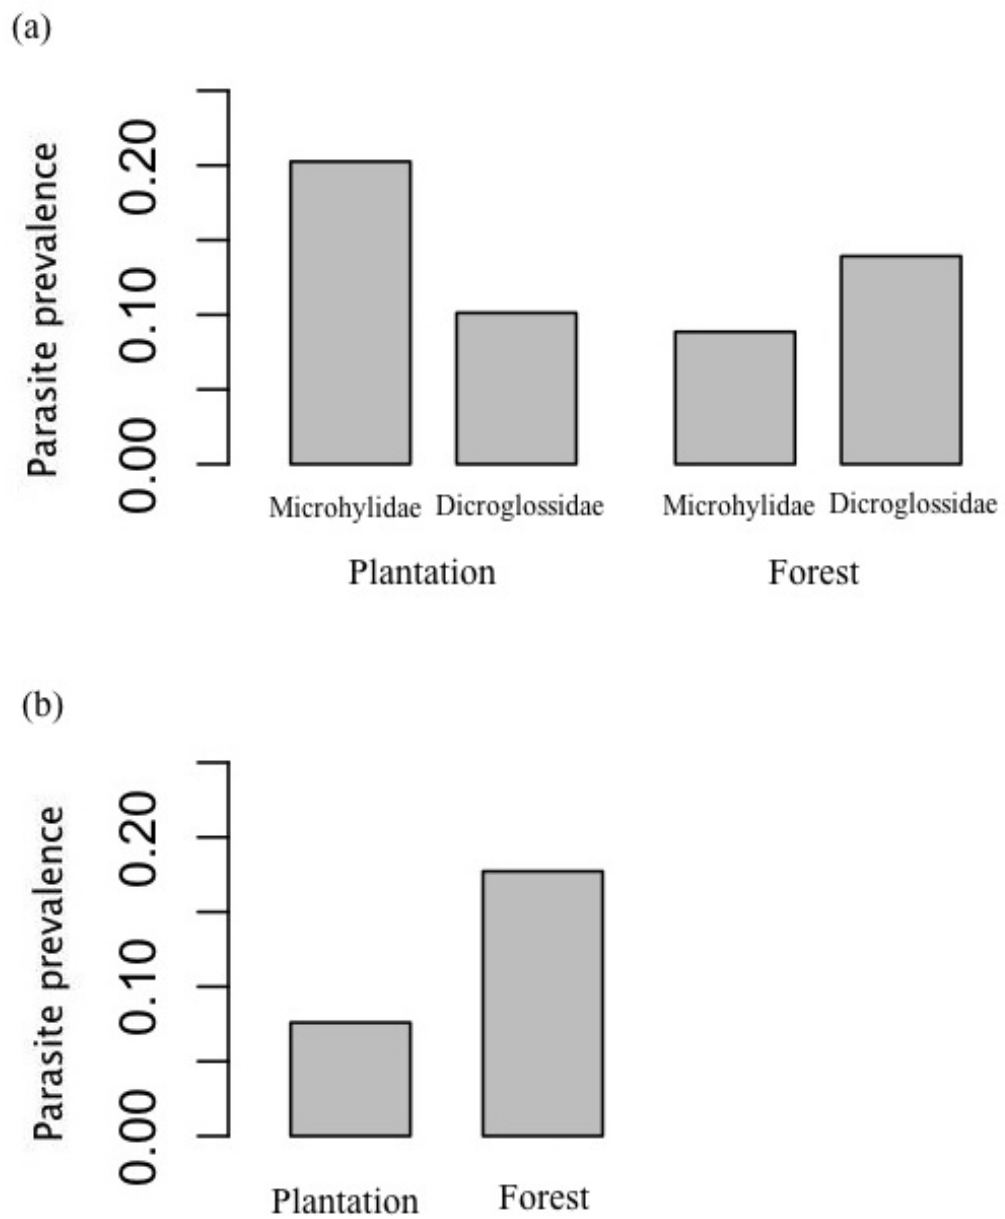 (a)
Parasite prevalence
0.20
0.10
0.00
Microhylidae Dicroglossidae Microhylidae Dicroglossidae
Plantation Forest
(b)
Parasite prevalence
0.20
0.10
0.00
Plantation Forest